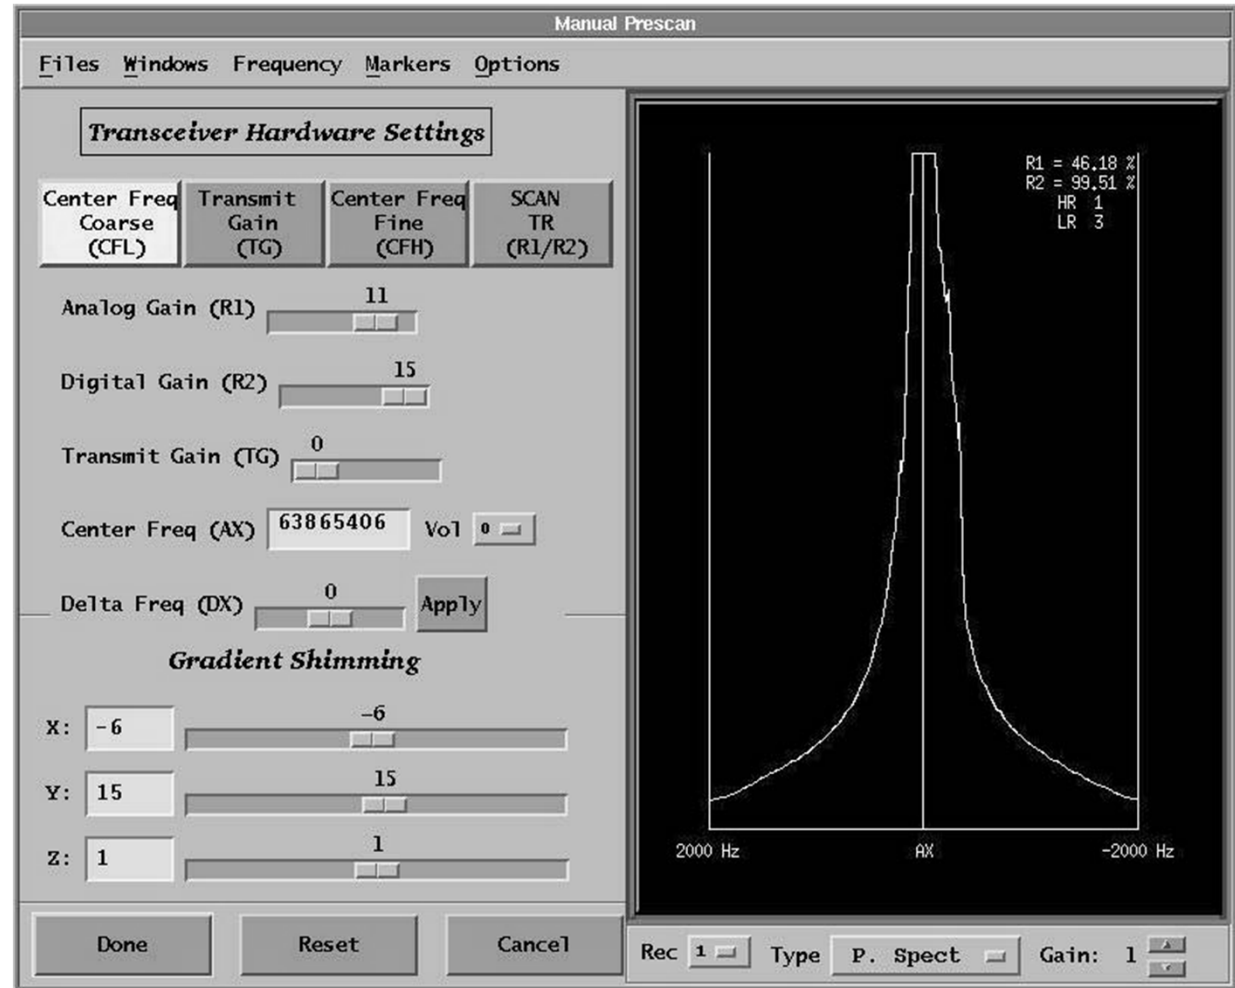 Manual Prescan
Files Windows Frequency Markers Options
Transceiver Hardware Settings
Center Freq
Coarse
(CFL)
Transmit
Gain
(TG)
Center Freq
Fine
(CFH)
SCAN
TR
(R1/R2)
11
Analog Gain (R1)
15
Digital Gain (R2)
0
Transmit Gain (TG)
Center Freq (AX) 63865406 Vol 0
0
Delta Freq (DX) Apply
Gradient Shimming
-6
X: -6
15
Y: 15
1
Z: 1
Done Reset Cancel
R1 = 46.18 %
R2 = 99.51 %
HR 1
LR 3
2000 Hz AX -2000 Hz
Rec 1 Type P. Spect Gain: 1